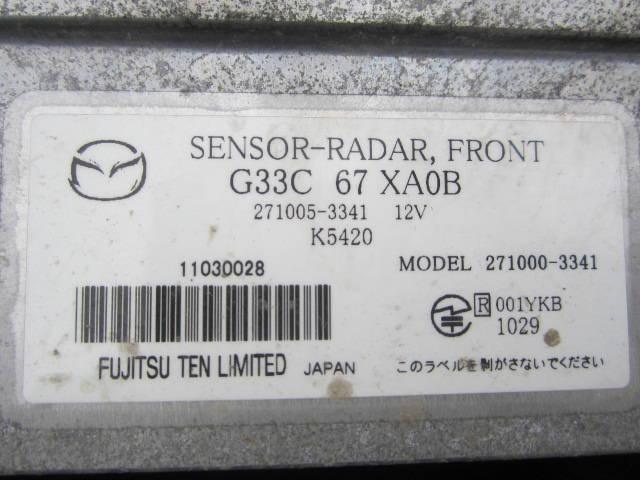 SENSOR-RADAR, FRONT
G33C 67 XA0B
271005-3341 12V
K5420
11030028
MODEL 271000-3341
R 001YKB
1029
FUJITSU TEN LIMITED JAPAN
このラベルを剥がさないでください